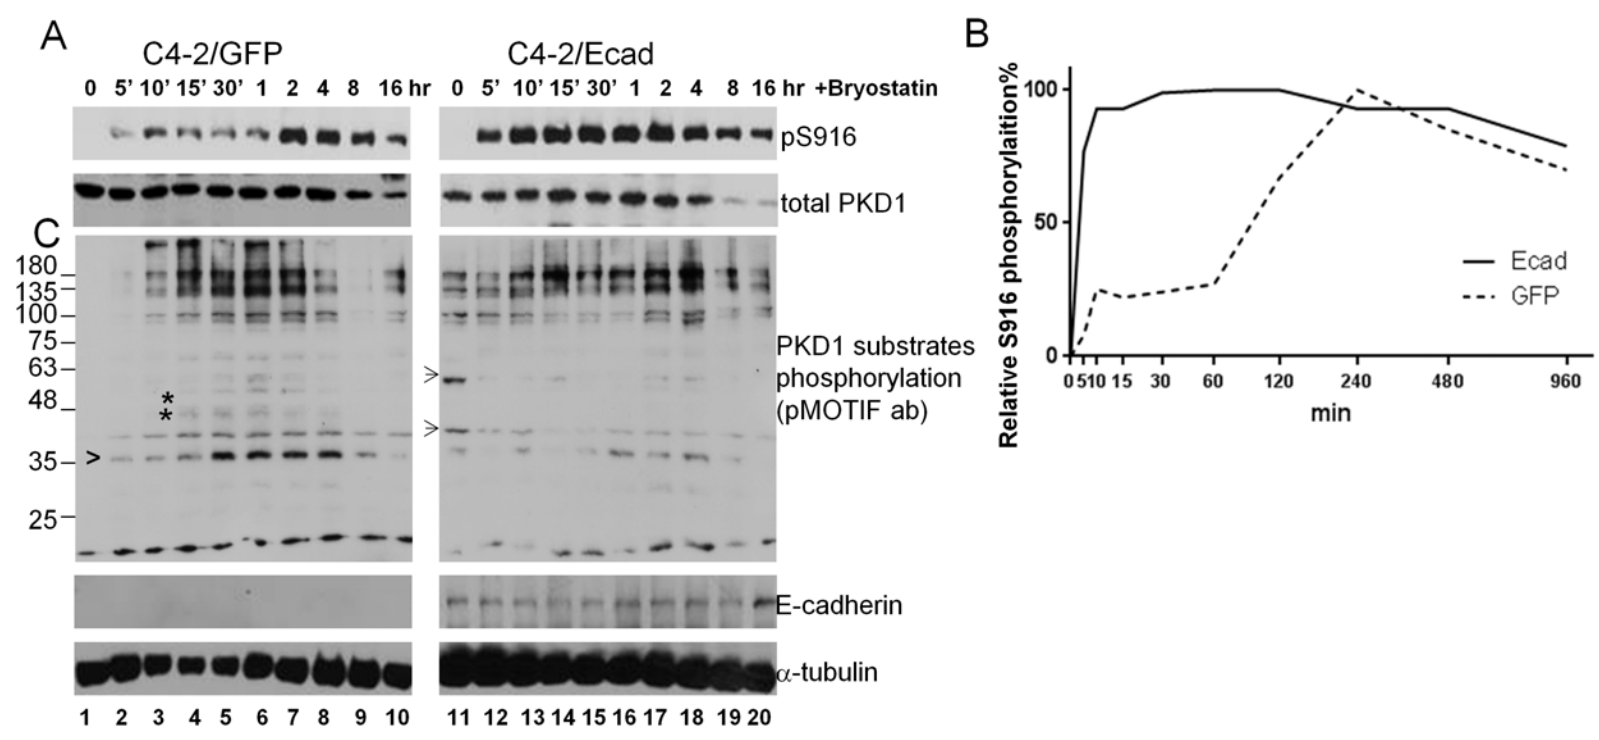 A
C4-2/GFP
C4-2/Ecad
0 5' 10' 15' 30' 1 2 4 8 16 hr
0 5' 10' 15' 30' 1 2 4 8 16 hr +Bryostatin
pS916
total PKD1
C
180
135
100
75
63
48
35
25
*
*
>
>
>
PKD1 substrates
phosphorylation
(pMOTIF ab)
E-cadherin
α-tubulin
1 2 3 4 5 6 7 8 9 10
11 12 13 14 15 16 17 18 19 20
B
Relative S916 phosphorylaition%
100
50
0
Ecad
GFP
0 5 10 15 30 60 120 240 480 960
min